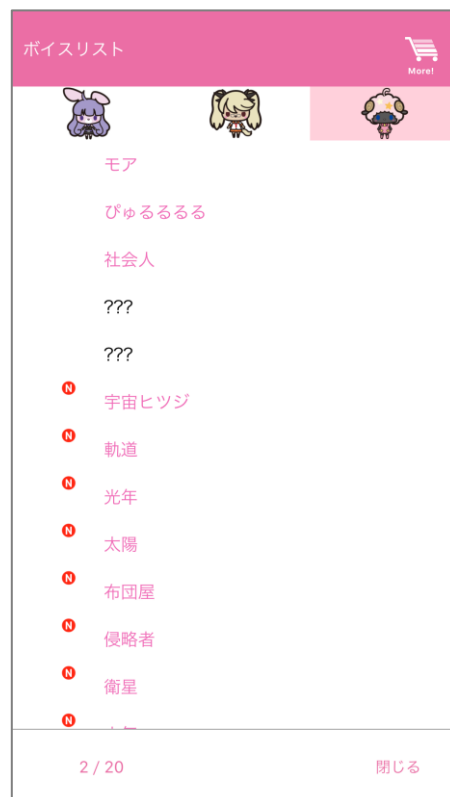 ボイスリスト
More!
モア
ぴゅるるるる
社会人
???
???
N
宇宙ヒツジ
N
軌道
N
光年
N
太陽
N
布団屋
N
侵略者
N
衛星
N
2 / 20
閉じる